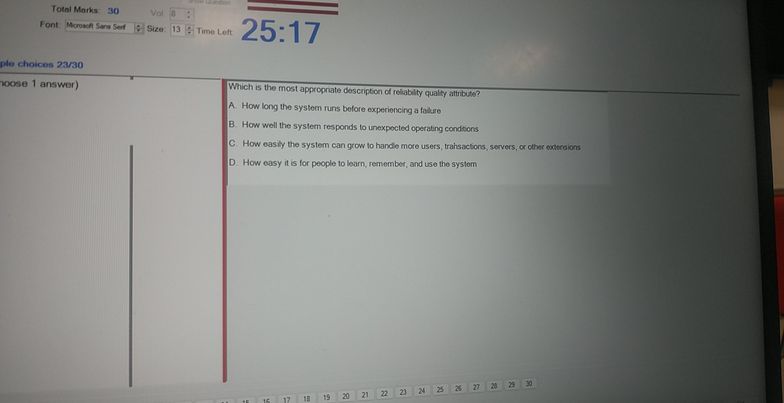 Show Question
Total Marks: 30
Vol: 8
Font: Microsoft Sans Serif Size: 13 Time Left: 25:17
ple choices 23/30
hoose 1 answer)
Which is the most appropriate description of reliability quality attribute?
A. How long the system runs before experiencing a failure
B. How well the system responds to unexpected operating conditions
C. How easily the system can grow to handle more users, trahsactions, servers, or other extensions
D. How easy it is for people to learn, remember, and use the system
15 16 17 18 19 20 21 22 23 24 25 26 27 28 29 30